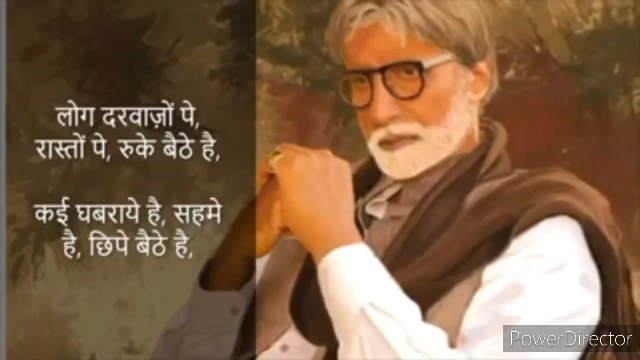 लोग दरवाज़ों पे,
रास्तों पे, रुके बैठे है,
कई घबराये है, सहमे
है, छिपे बैठे है,
PowerDirector